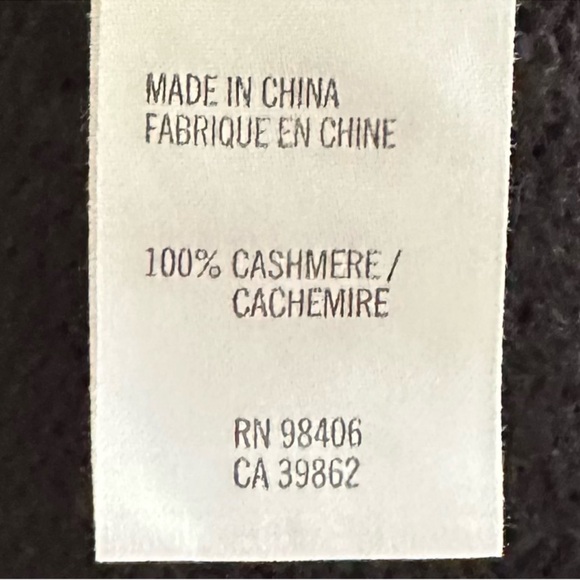 MADE IN CHINA
FABRIQUE EN CHINE
100% CASHMERE/
CACHEMIRE
RN 98406
CA 39862